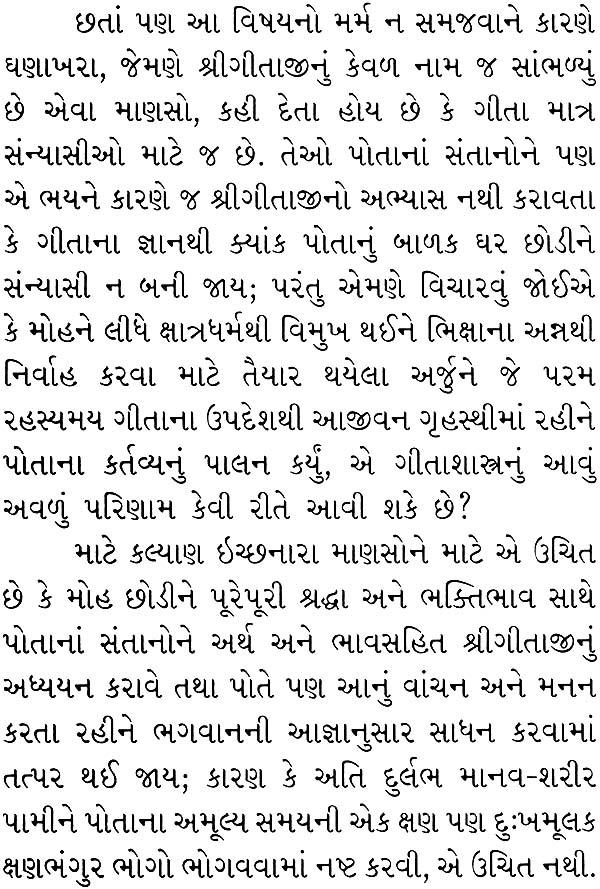 છતાં પણ આ વિષયનો મર્મ ન સમજવાને કારણે
ઘણાખરા, જેમણે શ્રીગીતાજીનું કેવળ નામ જ સાંભળ્યું
છે એવા માણસો, કહી દેતા હોય છે કે ગીતા માત્ર
સંન્યાસીઓ માટે જ છે. તેઓ પોતાનાં સંતાનોને પણ
એ ભયને કારણે જ શ્રીગીતાજીનો અભ્યાસ નથી કરાવતા
કે ગીતાના જ્ઞાનથી ક્યાંક પોતાનું બાળક ઘર છોડીને
સંન્યાસી ન બની જાય; પરંતુ એમણે વિચારવું જોઈએ
કે મોહને લીધે ક્ષાત્રધર્મથી વિમુખ થઈને ભિક્ષાના અન્નથી
નિર્વાહ કરવા માટે તૈયાર થયેલા અર્જુને જે પરમ
રહસ્યમય ગીતાના ઉપદેશથી આજીવન ગૃહસ્થીમાં રહીને
પોતાના કર્તવ્યનું પાલન કર્યું, એ ગીતાશાસ્ત્રનું આવું
અવળું પરિણામ કેવી રીતે આવી શકે છે?
માટે કલ્યાણ ઇચ્છનારા માણસોને માટે એ ઉચિત
છે કે મોહ છોડીને પૂરેપૂરી શ્રદ્ધા અને ભક્તિભાવ સાથે
પોતાનાં સંતાનોને અર્થ અને ભાવસહિત શ્રીગીતાજીનું
અધ્યયન કરાવે તથા પોતે પણ આનું વાંચન અને મનન
કરતા રહીને ભગવાનની આજ્ઞાનુસાર સાધન કરવામાં
તત્પર થઈ જાય; કારણ કે અતિ દુર્લભ માનવ-શરીર
પામીને પોતાના અમૂલ્ય સમયની એક ક્ષણ પણ દુઃખમૂલક
ક્ષણભંગુર ભોગો ભોગવવામાં નષ્ટ કરવી, એ ઉચિત નથી.